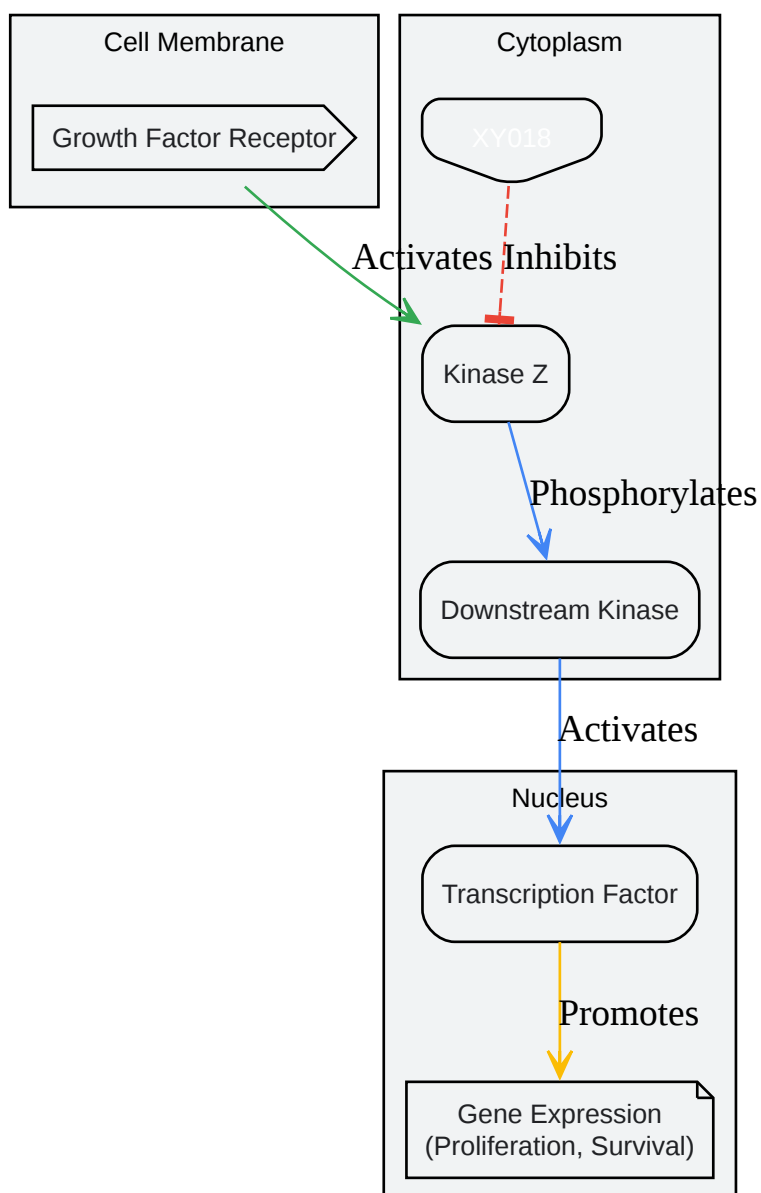 Cell Membrane
Growth Factor Receptor
Cytoplasm
XY018
Activates
Inhibits
Kinase Z
Phosphorylates
Downstream Kinase
Activates
Nucleus
Transcription Factor
Promotes
Gene Expression
(Proliferation, Survival)